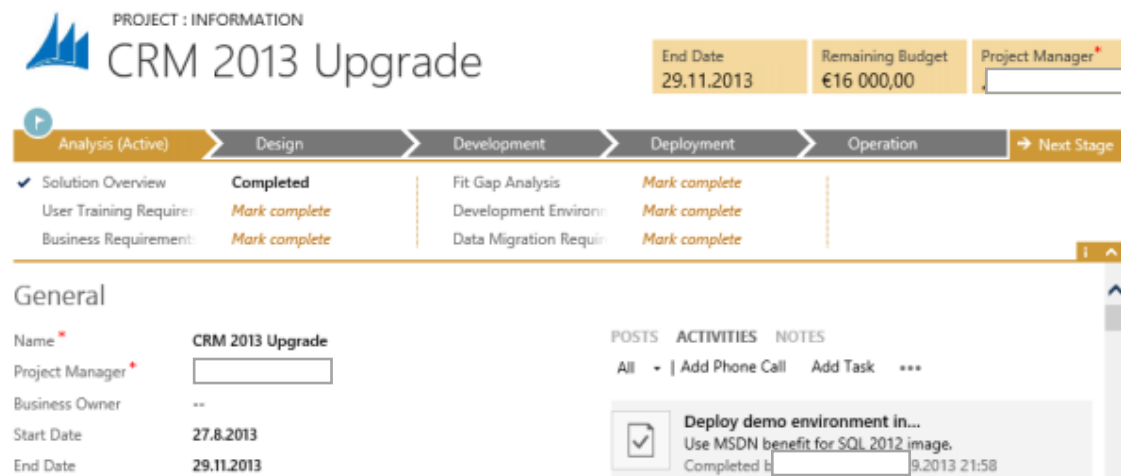 PROJECT : INFORMATION
CRM 2013 Upgrade
End Date
29.11.2013
Remaining Budget
€16 000,00
Project Manager*
Analysis (Active)
Design
Development
Deployment
Operation
→ Next Stage
✔ Solution Overview Completed Fit Gap Analysis Mark complete
User Training Mark complete Development Mark complete
Business Mark complete Data Migration Mark complete
General
Name* CRM 2013 Upgrade
Project Manager*
Business Owner --
Start Date 27.8.2013
End Date 29.11.2013
POSTS ACTIVITIES NOTES
All | Add Phone Call Add Task •••
Deploy demo environment in...
Use MSDN benefit for SQL 2012 image.
Completed 9.2013 21:58